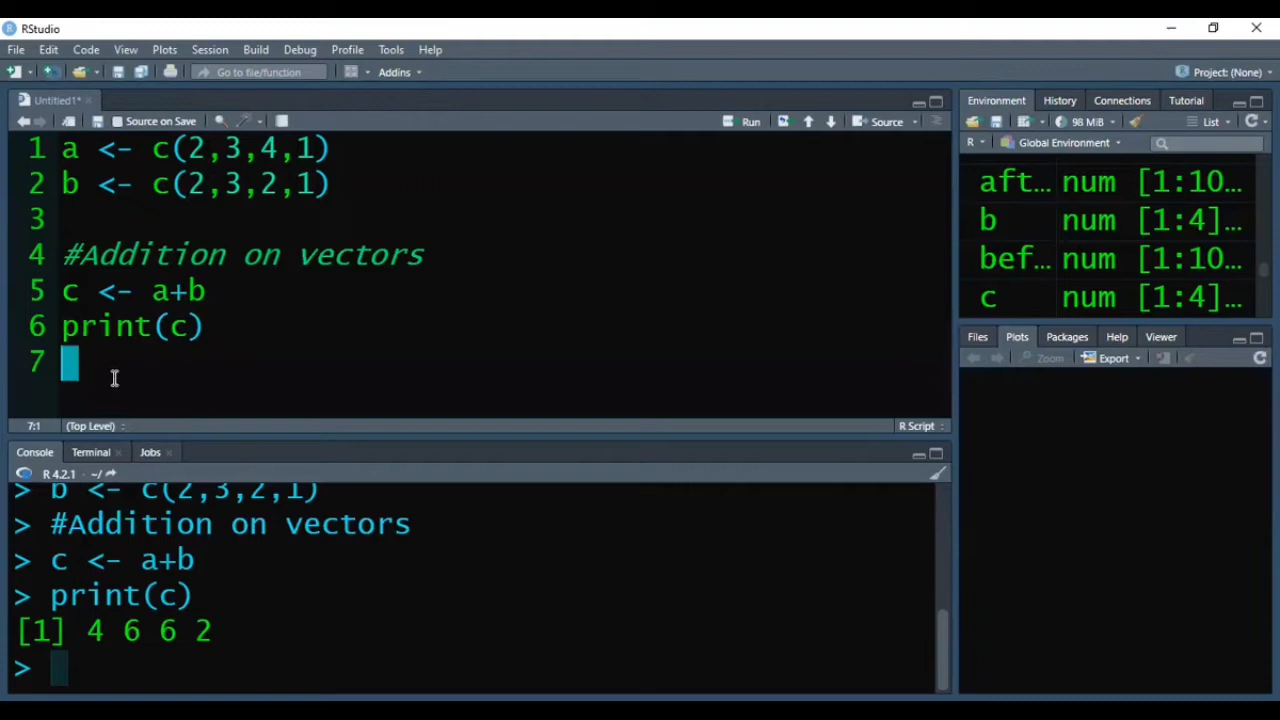 RStudio
File Edit Code View Plots Session Build Debug Profile Tools Help
Go to file/function Addins Project: (None)
Untitled1*
Source on Save Run Source
1 a <- c(2,3,4,1)
2 b <- c(2,3,2,1)
3
4 #Addition on vectors
5 c <- a+b
6 print(c)
7
7:1 (Top Level) R Script
Console Terminal Jobs
R 4.2.1 · ~/
> b <- c(2,3,2,1)
> #Addition on vectors
> c <- a+b
> print(c)
[1] 4 6 6 2
>
Environment History Connections Tutorial
98 MiB List
R Global Environment
aft... num [1:10...
b num [1:4]...
bef... num [1:10...
c num [1:4]...
Files Plots Packages Help Viewer
Zoom Export